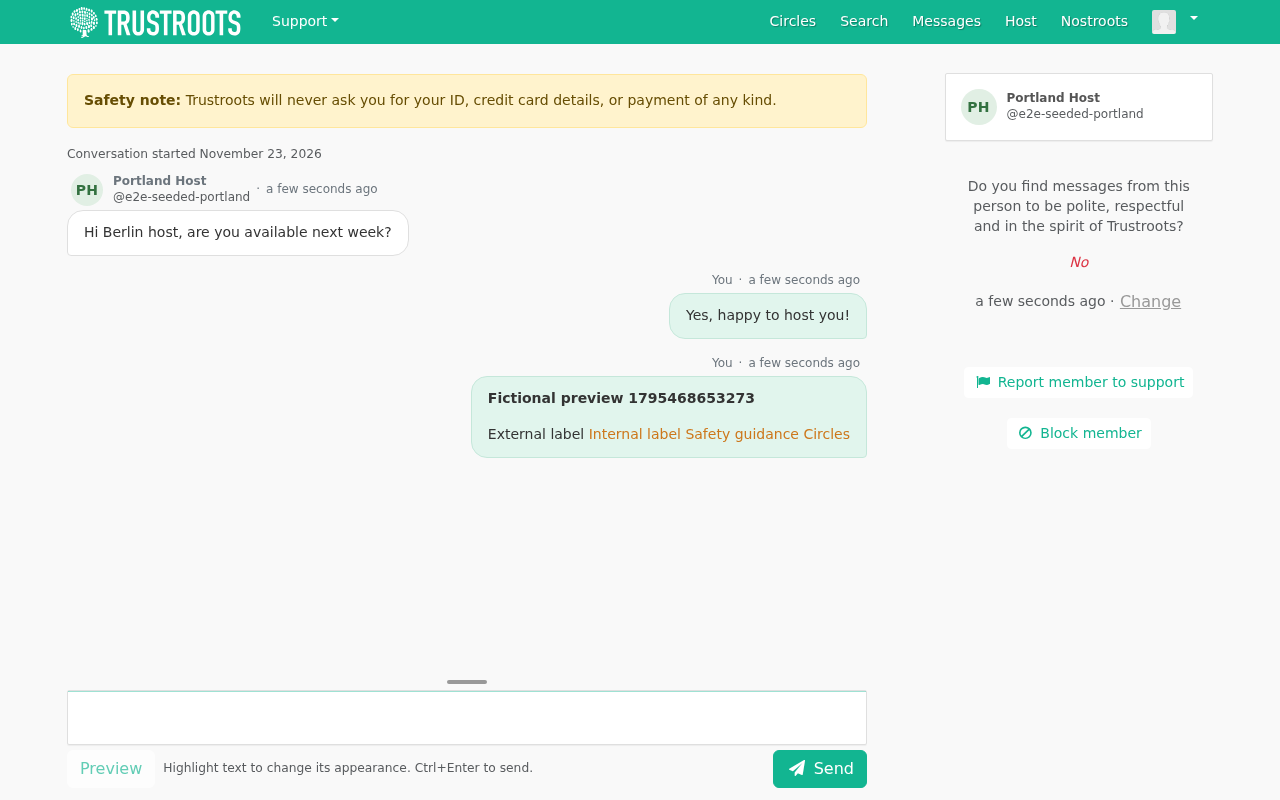 TRUSTROOTS
Support
Circles
Search
Messages
Host
Nostroots
Safety note: Trustroots will never ask you for your ID, credit card details, or payment of any kind.
Conversation started November 23, 2026
PH
Portland Host
@e2e-seeded-portland
· a few seconds ago
Hi Berlin host, are you available next week?
You · a few seconds ago
Yes, happy to host you!
You · a few seconds ago
Fictional preview 1795468653273
External label Internal label Safety guidance Circles
Preview
Highlight text to change its appearance. Ctrl+Enter to send.
Send
PH
Portland Host
@e2e-seeded-portland
Do you find messages from this
person to be polite, respectful
and in the spirit of Trustroots?
No
a few seconds ago · Change
Report member to support
Block member